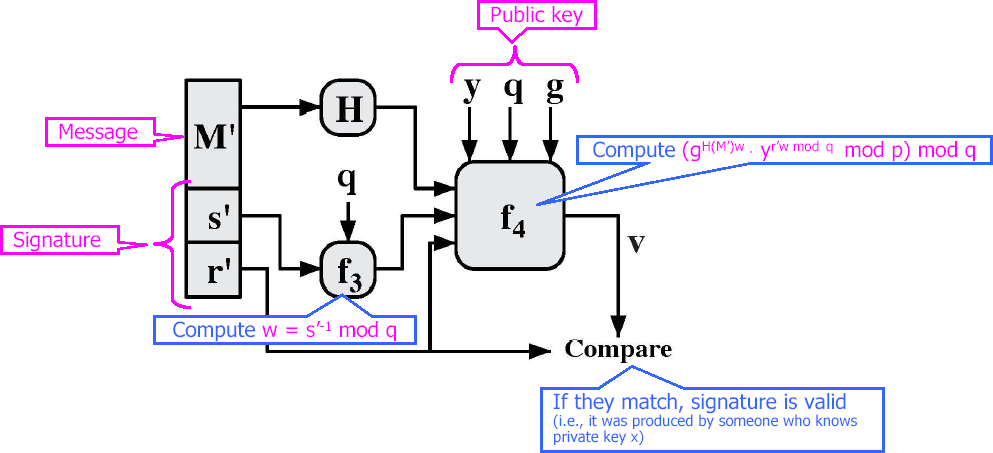 Public key
y q g
M'
H
Message
Compute (g^H(M')w . y^r'w mod q mod p) mod q
q
s'
f₄
Signature
v
r'
f₃
Compute w = s'⁻¹ mod q
Compare
If they match, signature is valid
(i.e., it was produced by someone who knows
private key x)